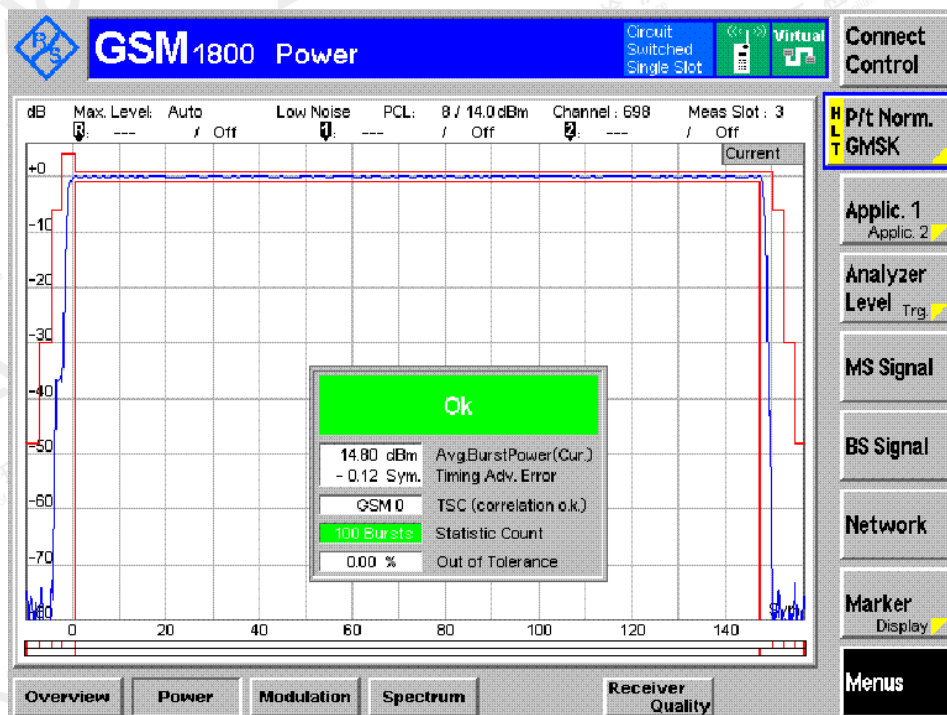 R/S
GSM1800 Power
Circuit
Switched
Single Slot
Virtual
Connect
Control
dB Max. Level: Auto Low Noise PCL: 8 / 14.0 dBm Channel : 698 Meas Slot : 3
R: --- / Off 1: --- / Off 2: --- / Off
H
L
T
P/t Norm.
GMSK
Current
+0
-10
-20
-30
-40
-50
-60
-70
-80
Applic. 1
Applic. 2
Analyzer
Level Trg.
MS Signal
BS Signal
Network
Marker
Display
Ok
14.80 dBm Avg.BurstPower(Cur.)
- 0.12 Sym. Timing Adv. Error
GSM 0 TSC (correlation o.k.)
100 Bursts Statistic Count
0.00 % Out of Tolerance
Sym
0 20 40 60 80 100 120 140
Overview Power Modulation Spectrum Receiver
Quality
Menus